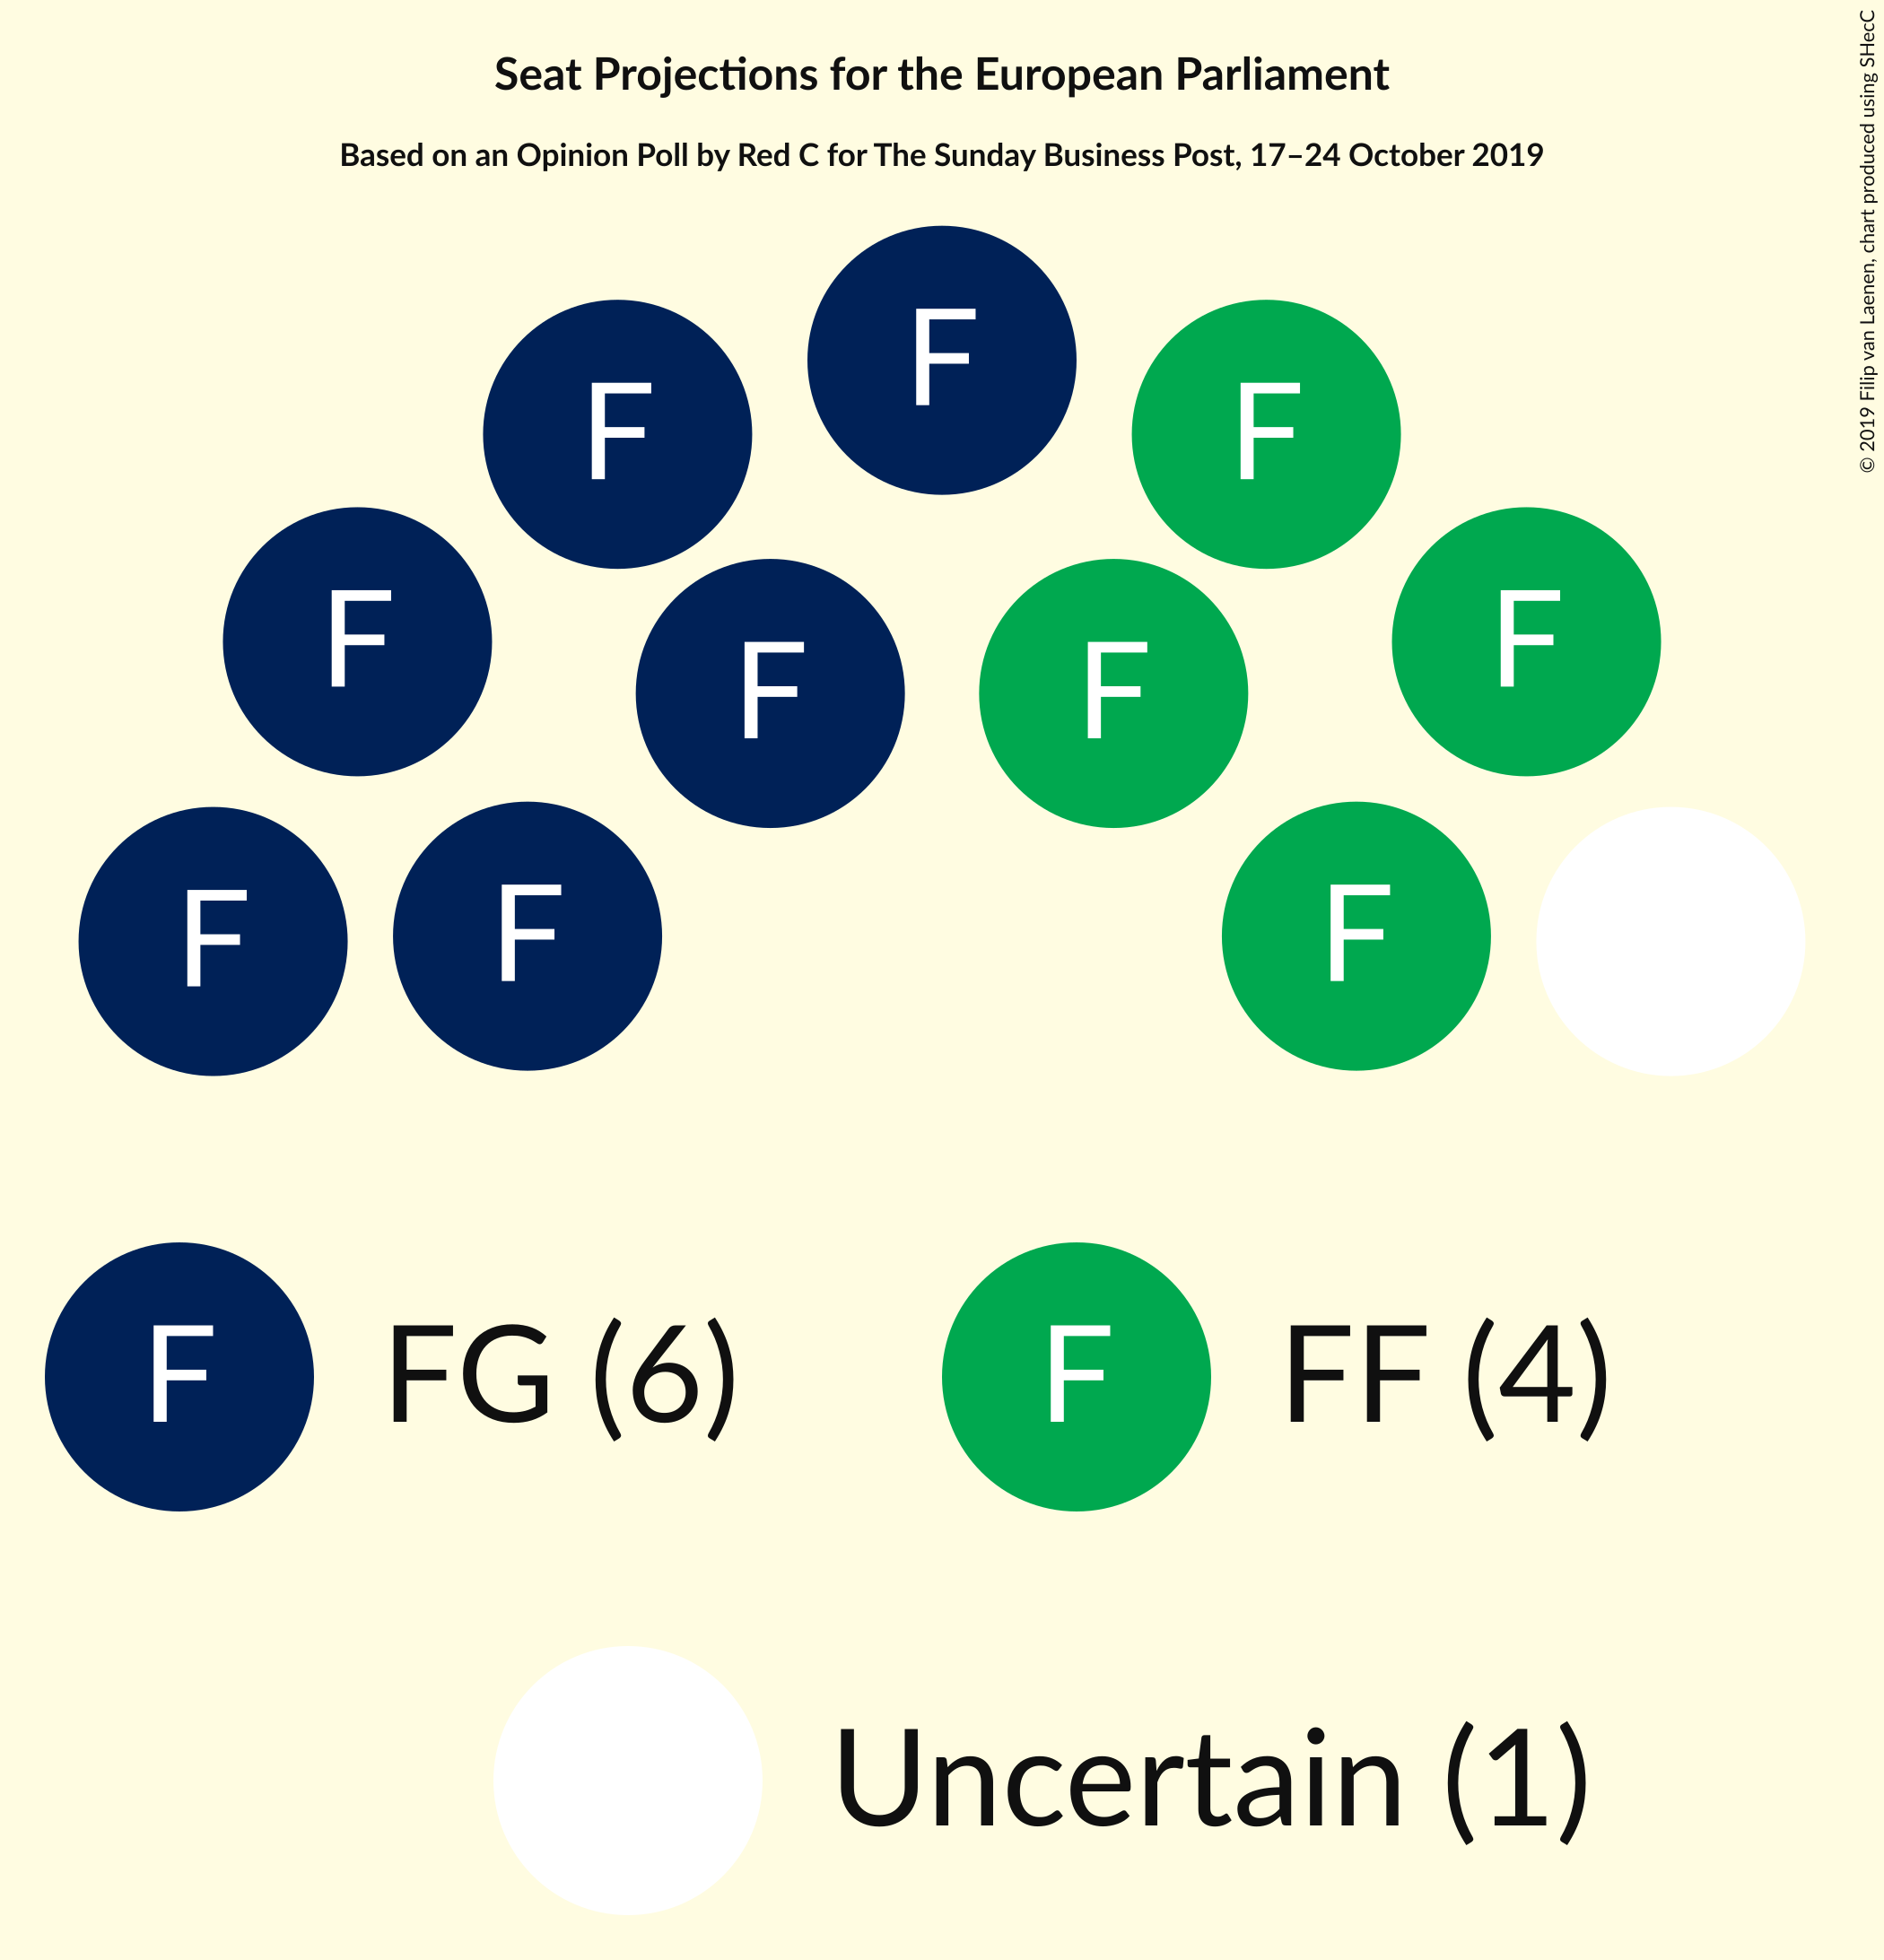 Seat Projections for the European Parliament
Based on an Opinion Poll by Red C for The Sunday Business Post, 17–24 October 2019
© 2019 Filip van Laenen, chart produced using SHecC
F
F
F
F
F
F
F
F
F
F
F FG (6)
F FF (4)
Uncertain (1)